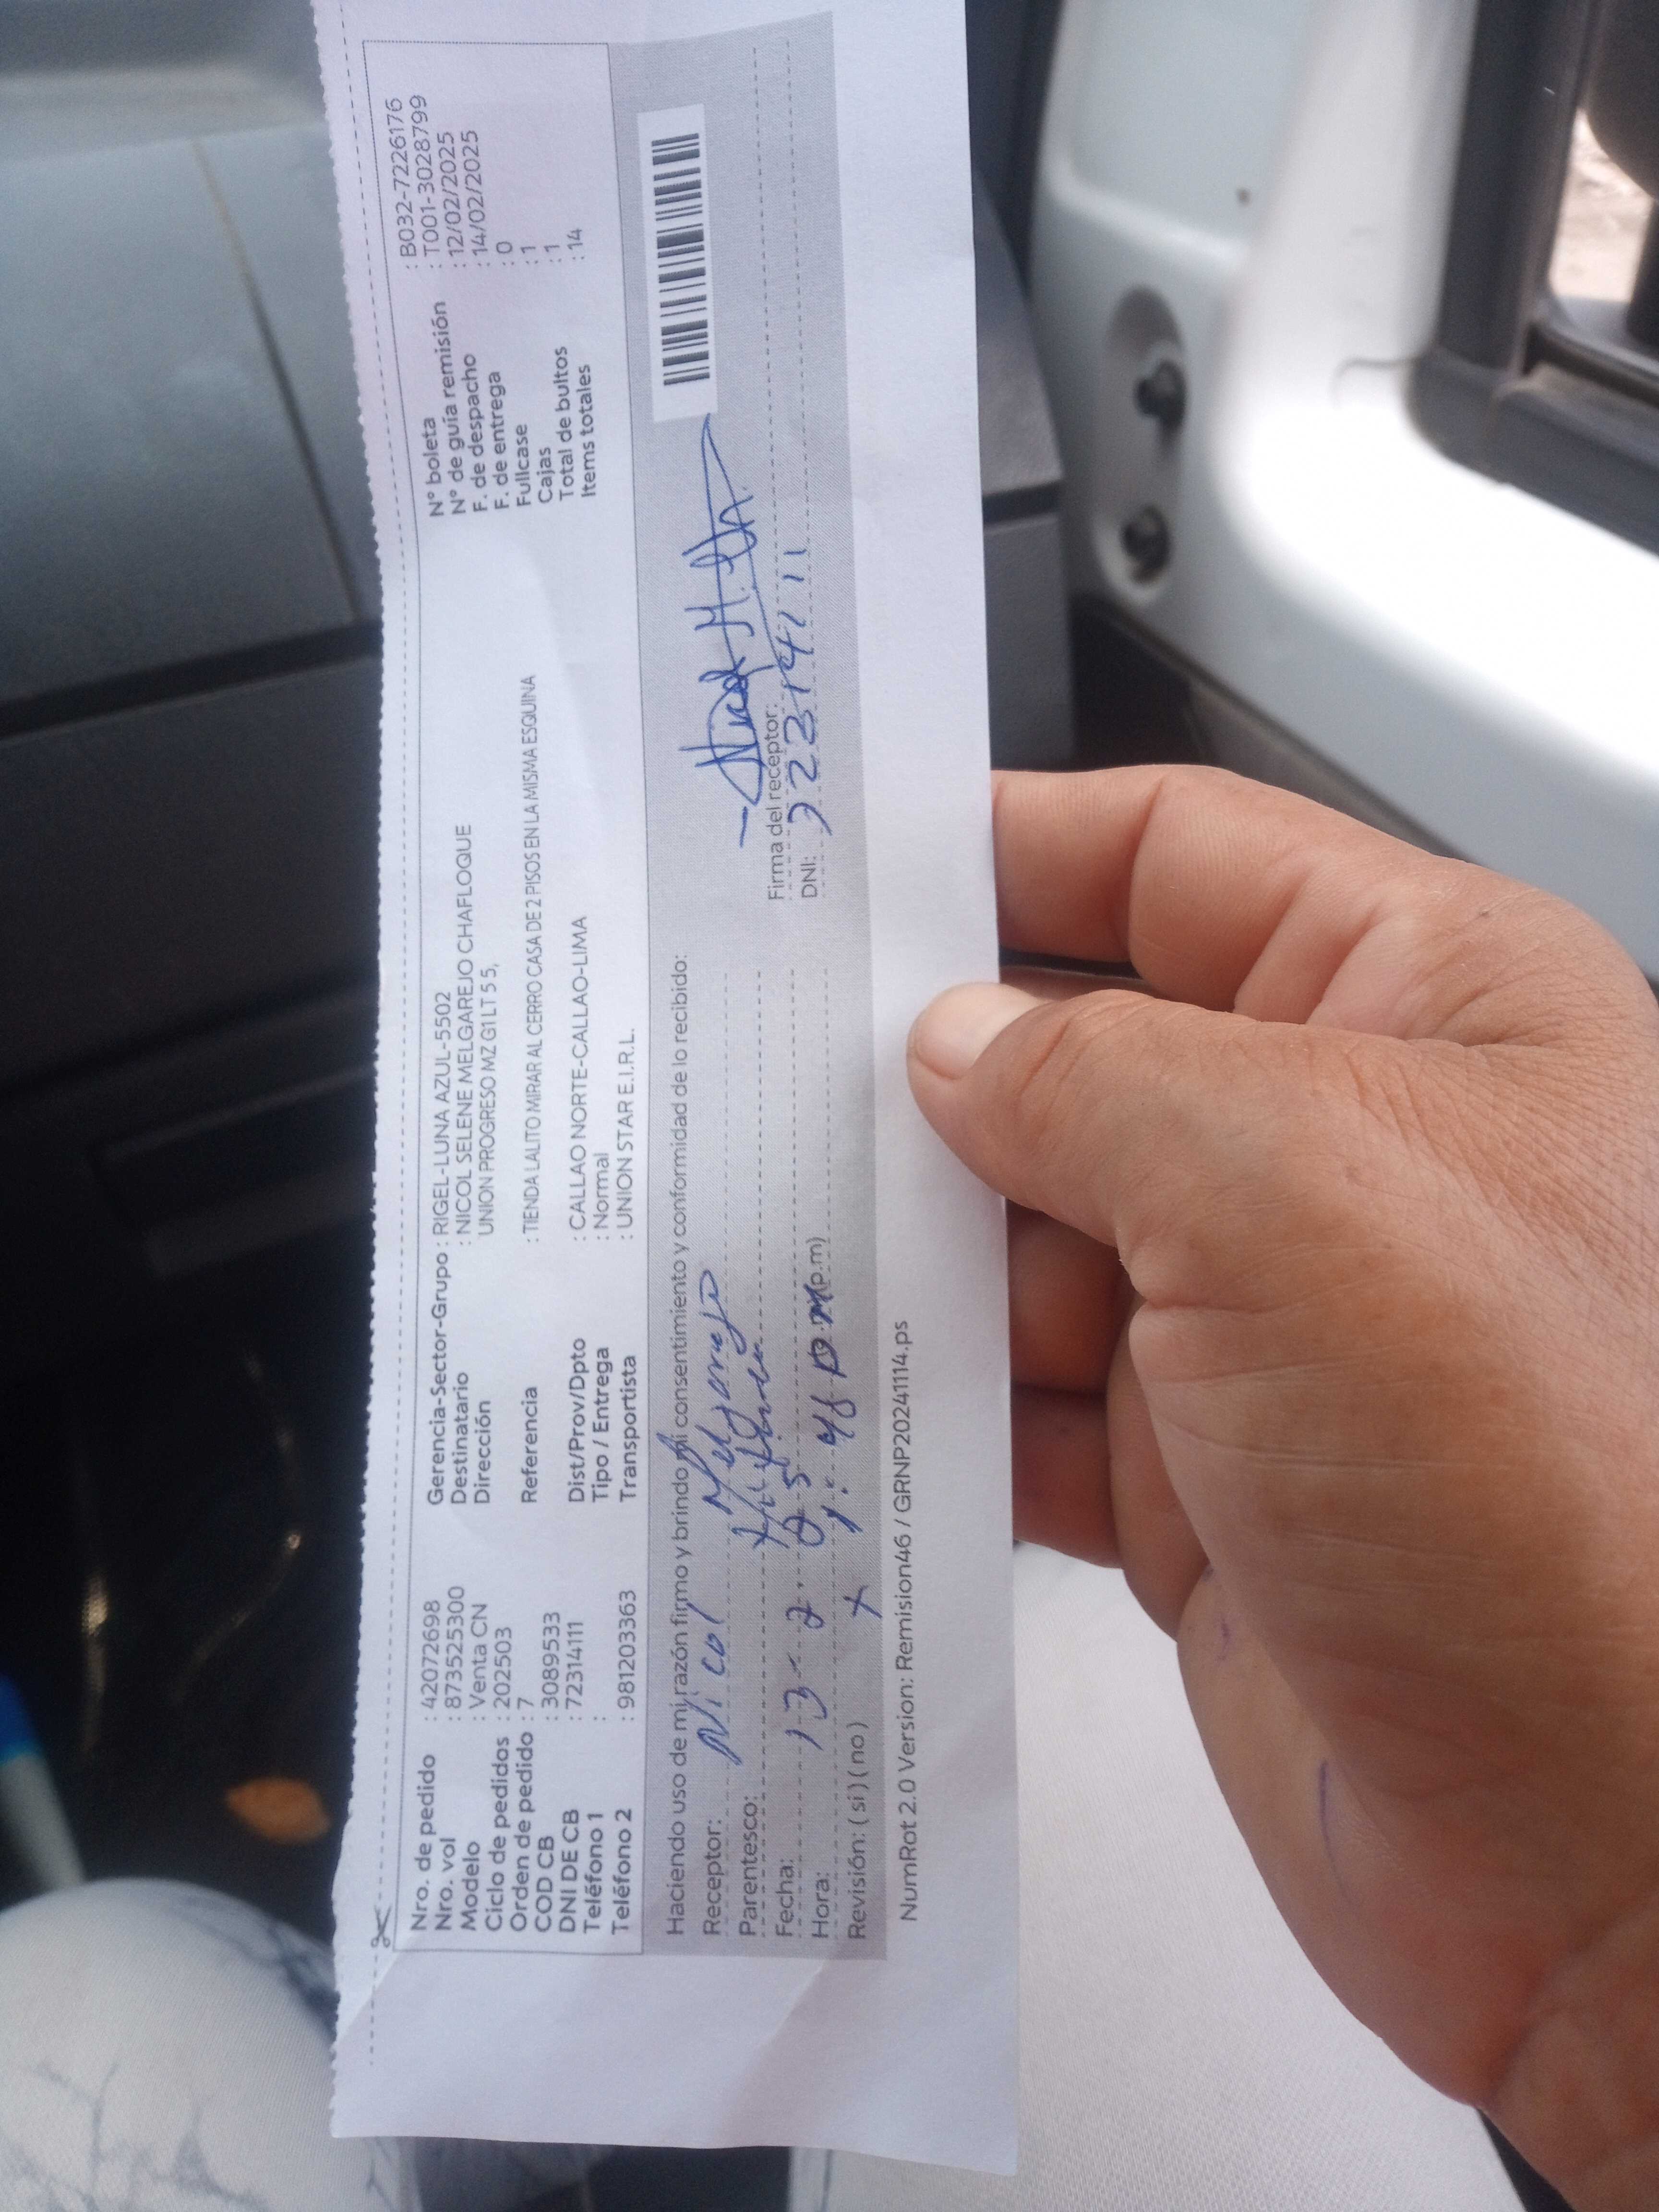 Nro. de pedido : 42072698
Nro. vol : 87352525300
Modelo : Venta CN
Ciclo de pedidos : 202503
Orden de pedido : 7
COD CB : 3089533
DNI DE CB : 72314111
Teléfono 1 :
Teléfono 2 : 981203363
Gerencia-Sector-Grupo : RIGEL-LUNA AZUL-5502
Destinatario : NICOL SELENE MELGAREJO CHAFLOQUE
Dirección UNION PROGRESO MZ G1 LT 5 5,
Referencia : TIENDA LALITO MIRAR AL CERRO CASA DE 2 PISOS EN LA MISMA ESQUINA
Dist/Prov/Dpto : CALLAO NORTE-CALLAO-LIMA
Tipo / Entrega : Normal
Transportista : UNION STAR E.I.R.L.
N° boleta : B032-7226176
N° de guía remisión : T001-3028799
F. de despacho : 12/02/2025
F. de entrega : 14/02/2025
Fullcase : 0
Cajas : 1
Total de bultos : 1
Items totales : 14
Haciendo uso de mi razón firmo y brindo mi consentimiento y conformidad de lo recibido:
Receptor: Nicol Melgarejo
Parentesco:
Fecha: 13 - 2 - 25
Hora: 1:48 p.m (p.m)
Revisión: ( si ) ( no ) x
Firma del receptor:
DNI: 72314111
NumRot 2.0 Version: Remision46 / GRNP20241114.ps